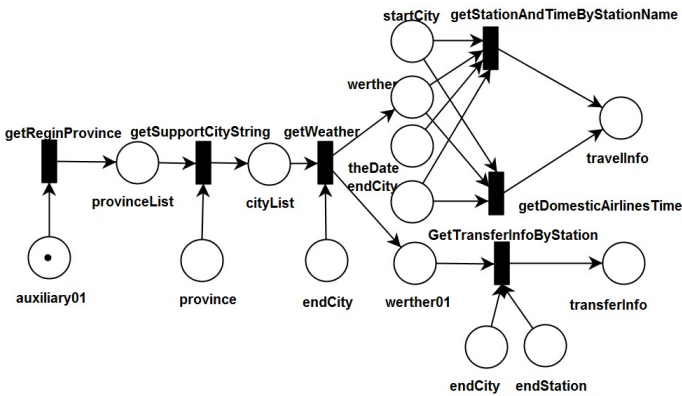 startCity
getStationAndTimeByStationName
werther
getReginProvince
getSupportCityString
getWeather
theDate
endCity
travelInfo
provinceList
cityList
getDomesticAirlinesTime
GetTransferInfoByStation
auxiliary01
province
endCity
werther01
transferInfo
endCity
endStation